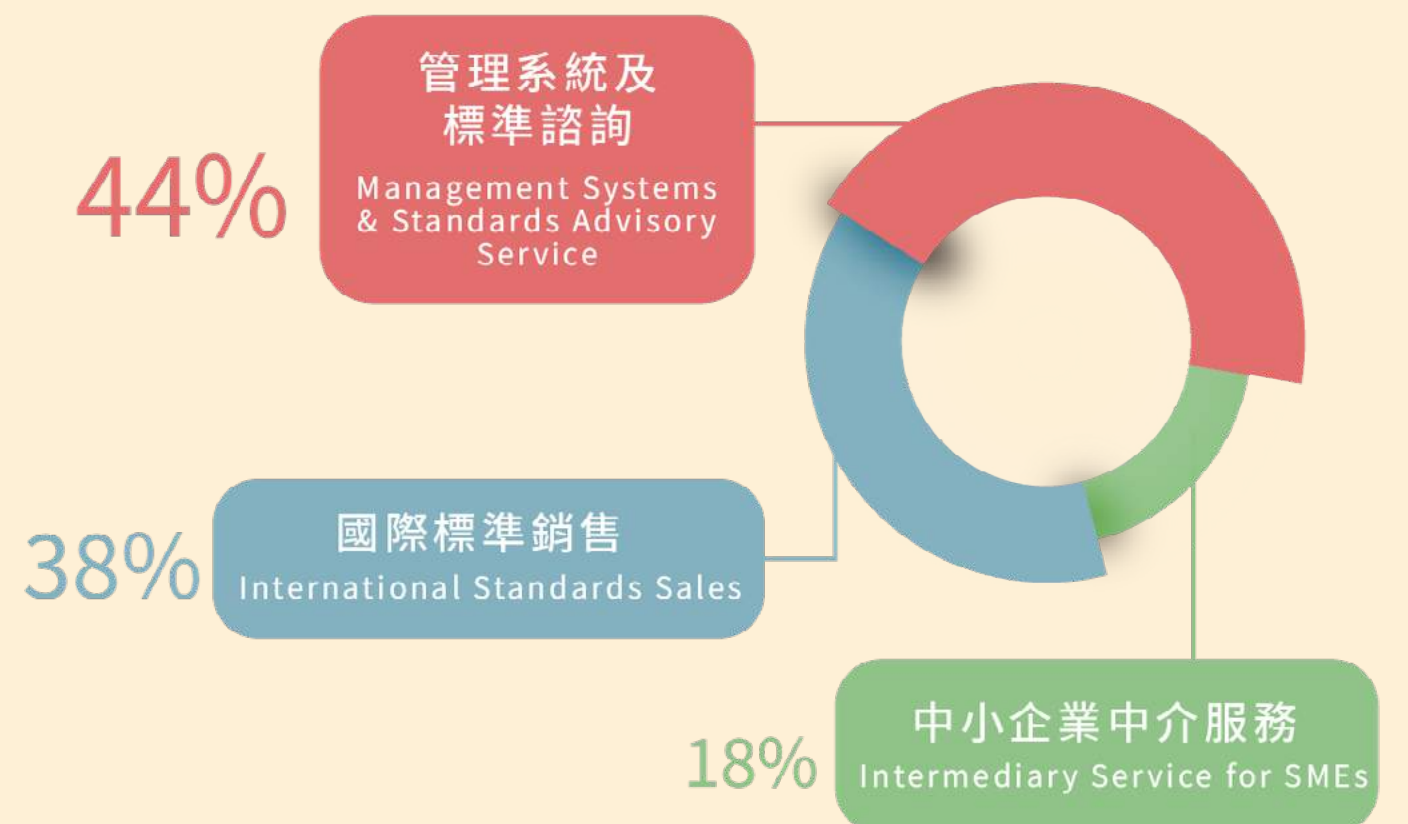 44%
管理系統及
標準諮詢
Management Systems
& Standards Advisory
Service
38%
國際標準銷售
International Standards Sales
18%
中小企業中介服務
Intermediary Service for SMEs